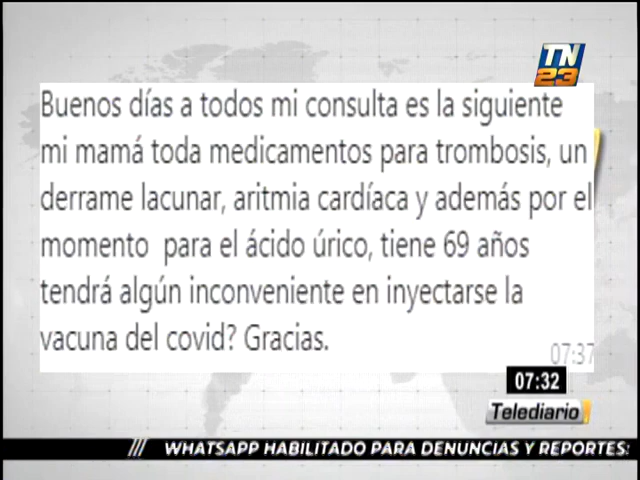 TN
23
Buenos días a todos mi consulta es la siguiente
mi mamá toda medicamentos para trombosis, un
derrame lacunar, aritmia cardíaca y además por el
momento para el ácido úrico, tiene 69 años
tendrá algún inconveniente en inyectarse la
vacuna del covid? Gracias.
07:37
07:32
Telediario
WHATSAPP HABILITADO PARA DENUNCIAS Y REPORTES: